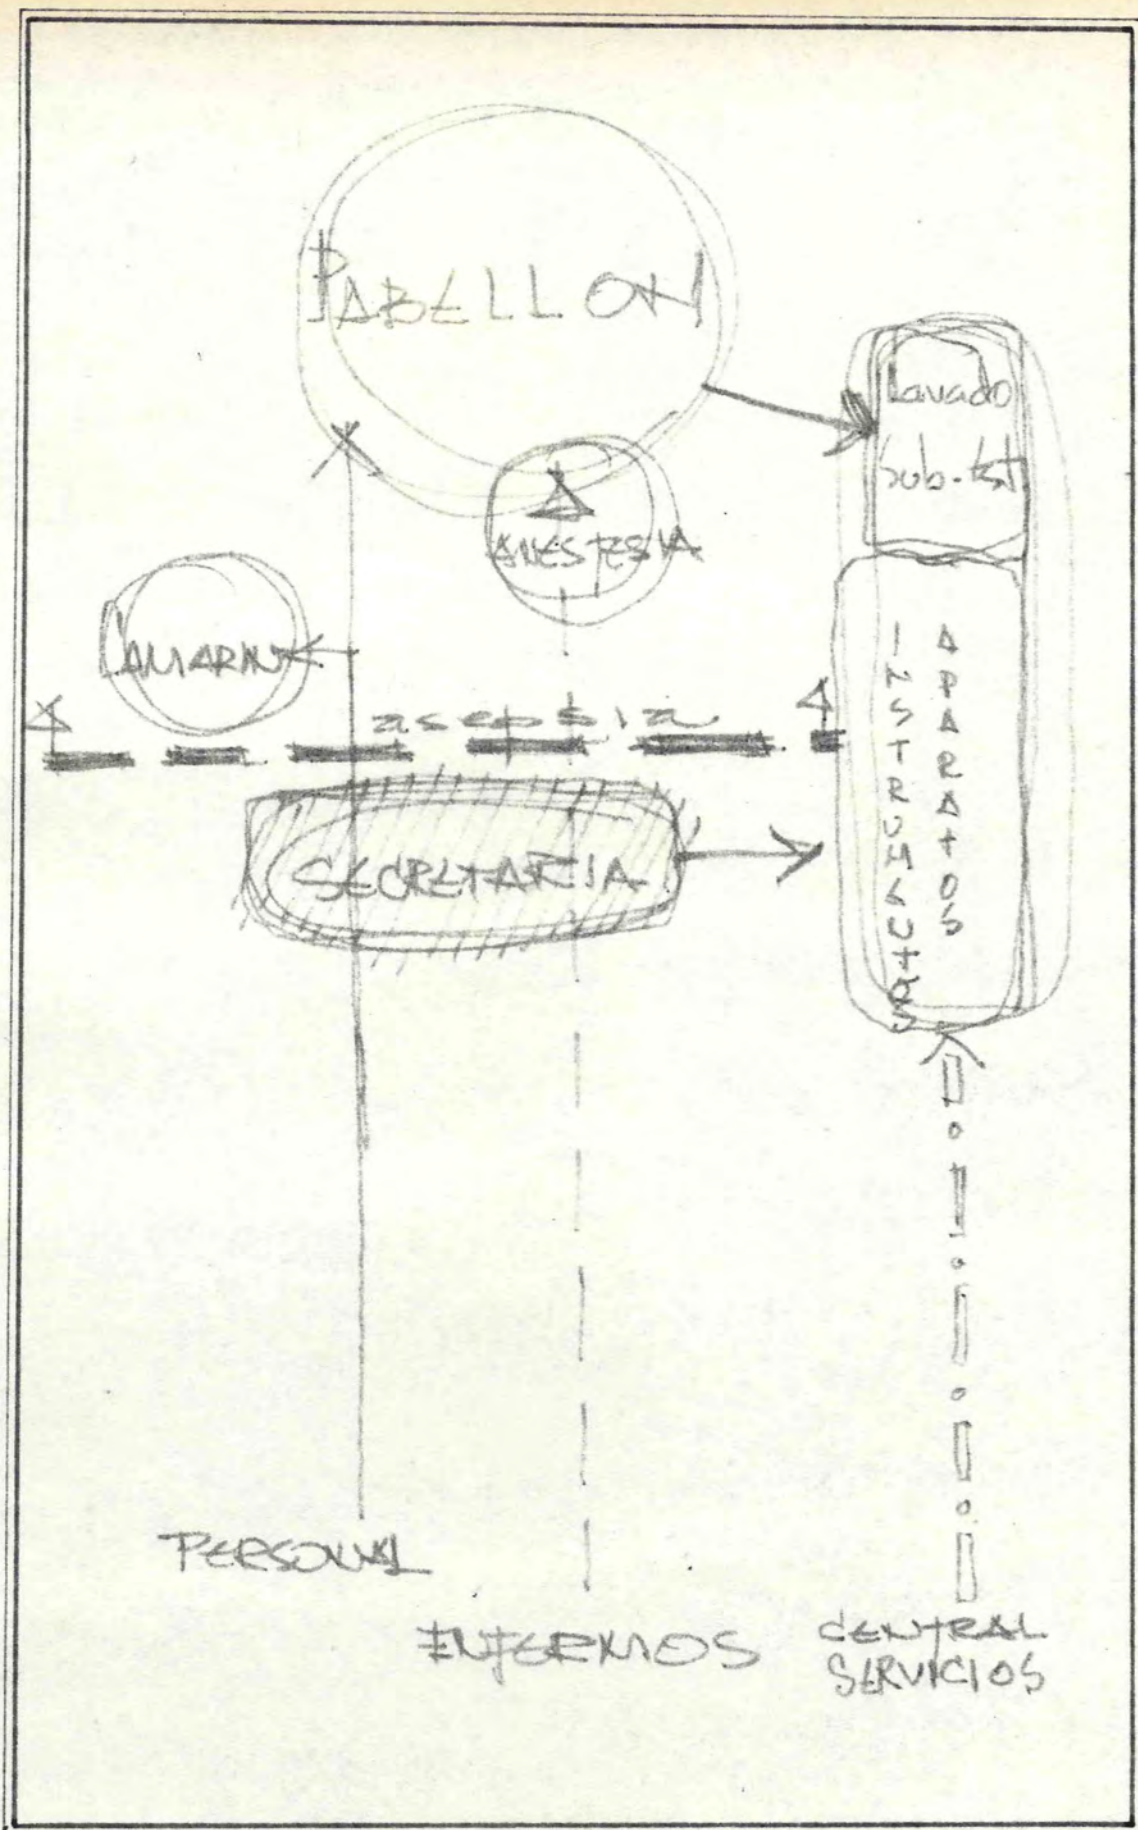 PABELLON
Lavado
Sub-Est
ANESTESIA
CAMARIN
asepsia
INSTRUMENTOS
APARATOS
SECRETARIA
PERSONAL
ENFERMOS
CENTRAL
SERVICIOS